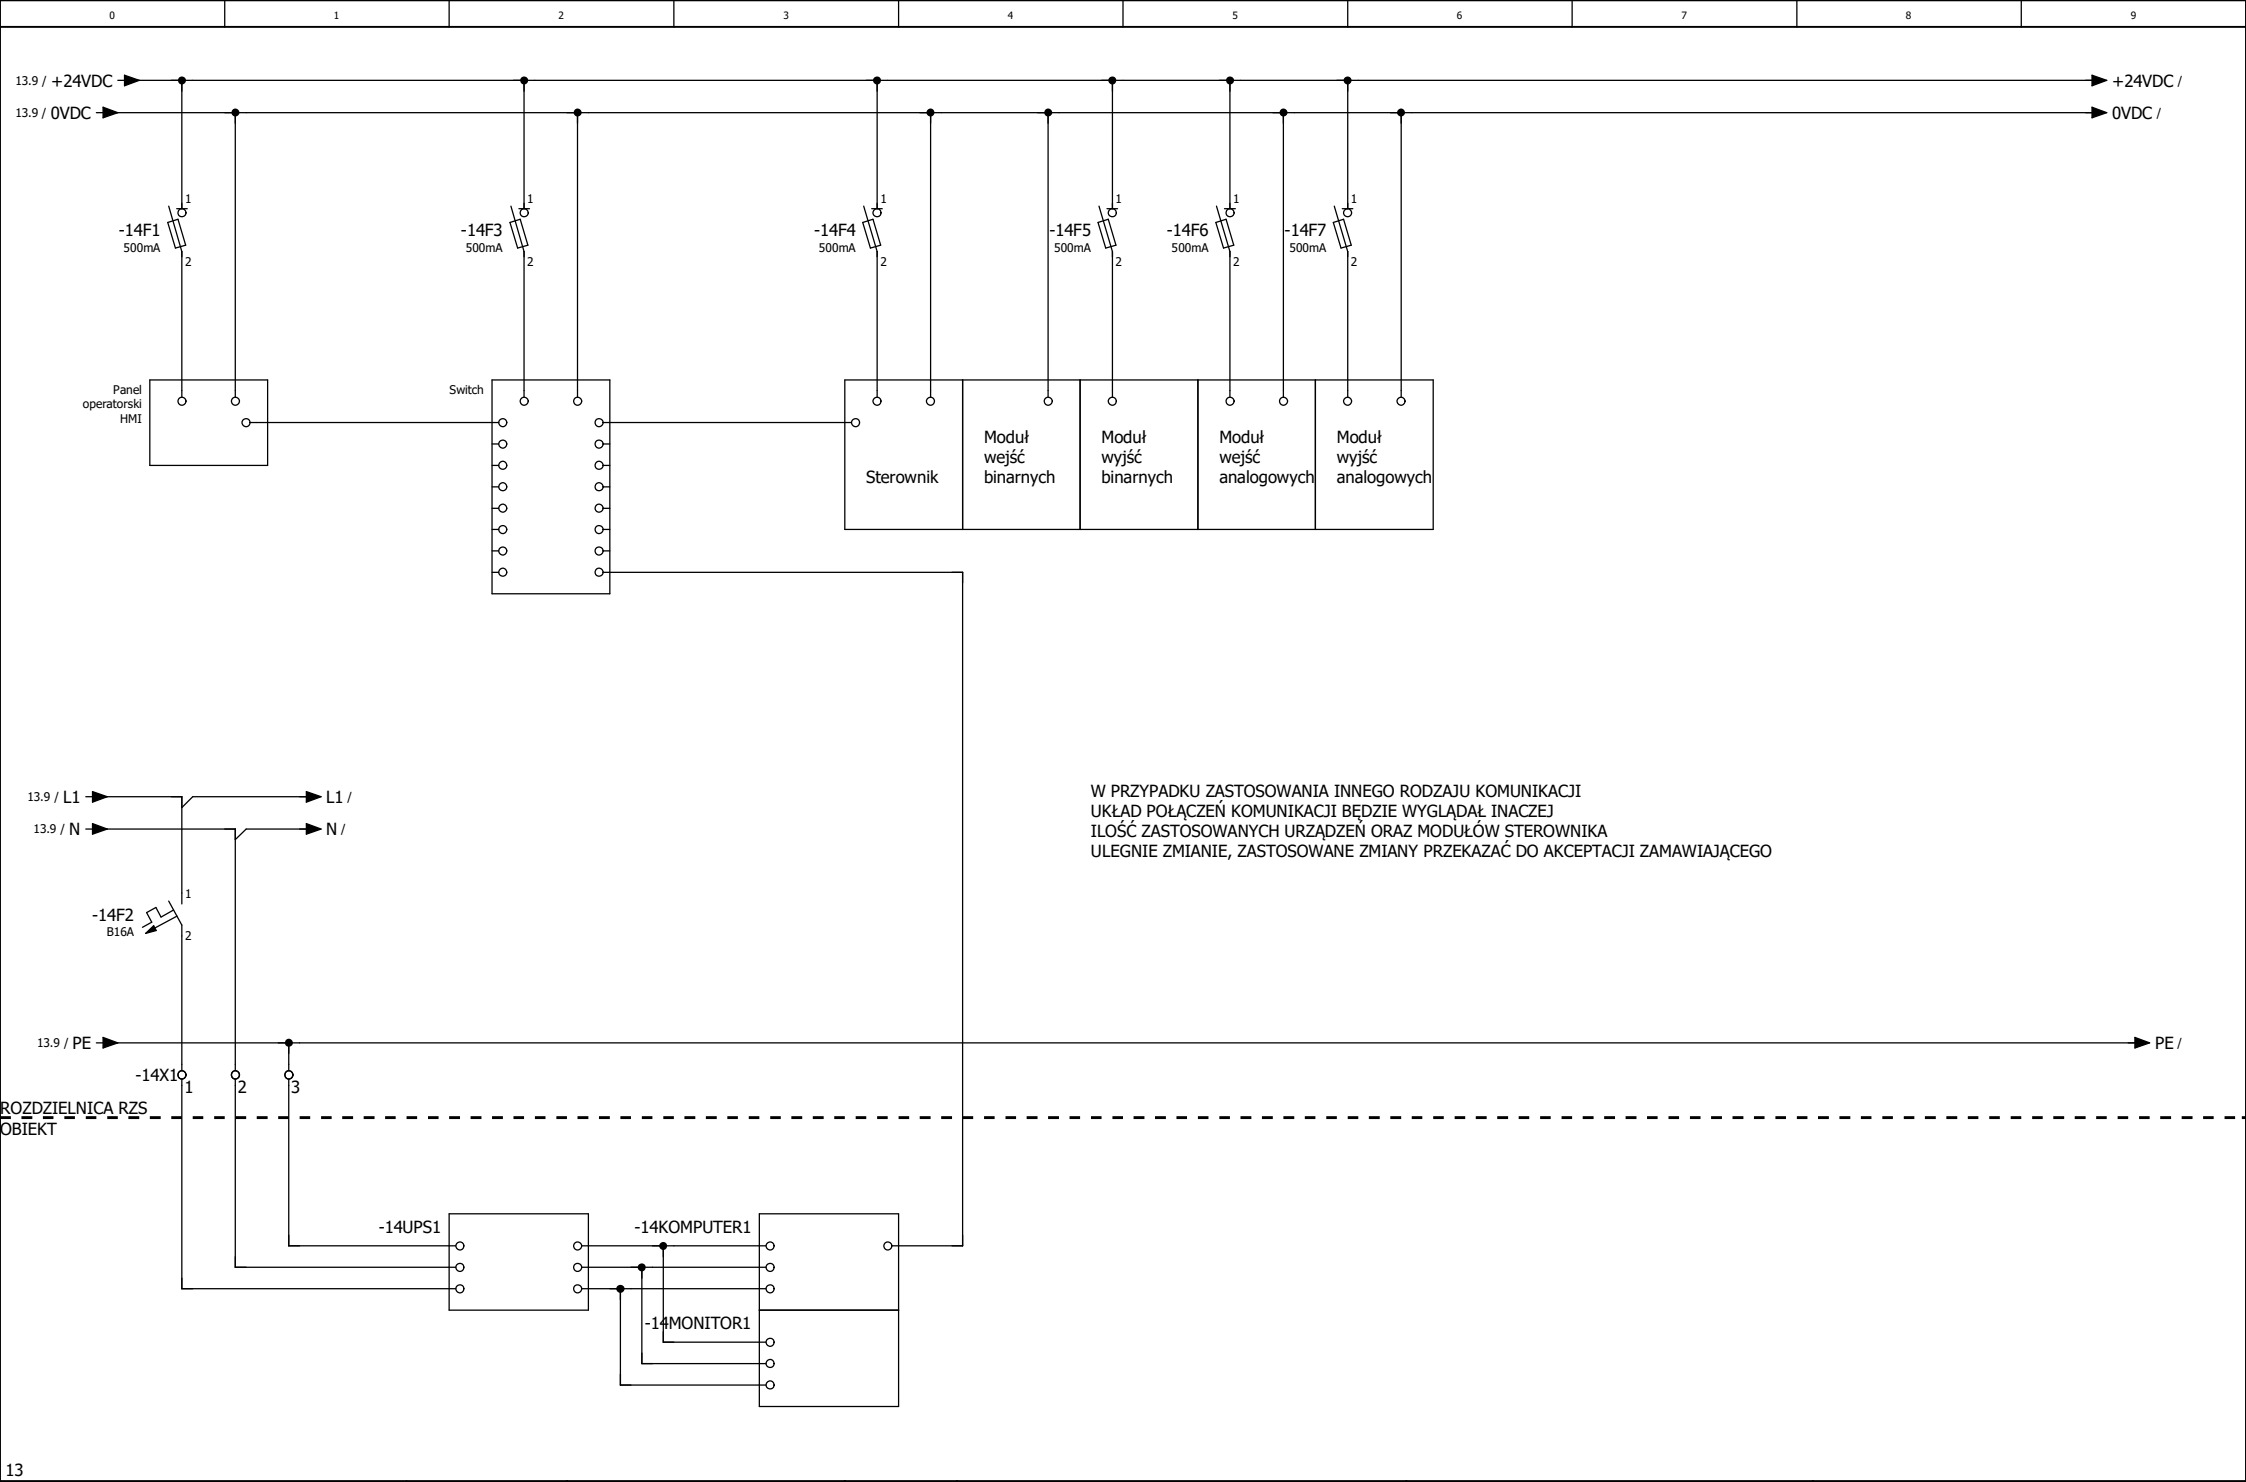 0 1 2 3 4 5 6 7 8 9
13.9 / +24VDC
+24VDC /
13.9 / 0VDC
0VDC /
1
-14F1
500mA
2
1
-14F3
500mA
2
1
-14F4
500mA
2
1
-14F5
500mA
2
1
-14F6
500mA
2
1
-14F7
500mA
2
Panel
operatorski
HMI
Switch
Sterownik
Moduł
wejść
binarnych
Moduł
wyjść
binarnych
Moduł
wejść
analogowych
Moduł
wyjść
analogowych
13.9 / L1
L1 /
13.9 / N
N /
W PRZYPADKU ZASTOSOWANIA INNEGO RODZAJU KOMUNIKACJI
UKŁAD POŁĄCZEŃ KOMUNIKACJI BĘDZIE WYGLĄDAŁ INACZEJ
ILOŚĆ ZASTOSOWANYCH URZĄDZEŃ ORAZ MODUŁÓW STEROWNIKA
ULEGNIE ZMIANIE, ZASTOSOWANE ZMIANY PRZEKAZAĆ DO AKCEPTACJI ZAMAWIAJĄCEGO
1
-14F2
B16A
2
13.9 / PE
PE /
-14X1
1
2
3
ROZDZIELNICA RZS
OBIEKT
-14UPS1
-14KOMPUTER1
-14MONITOR1
13